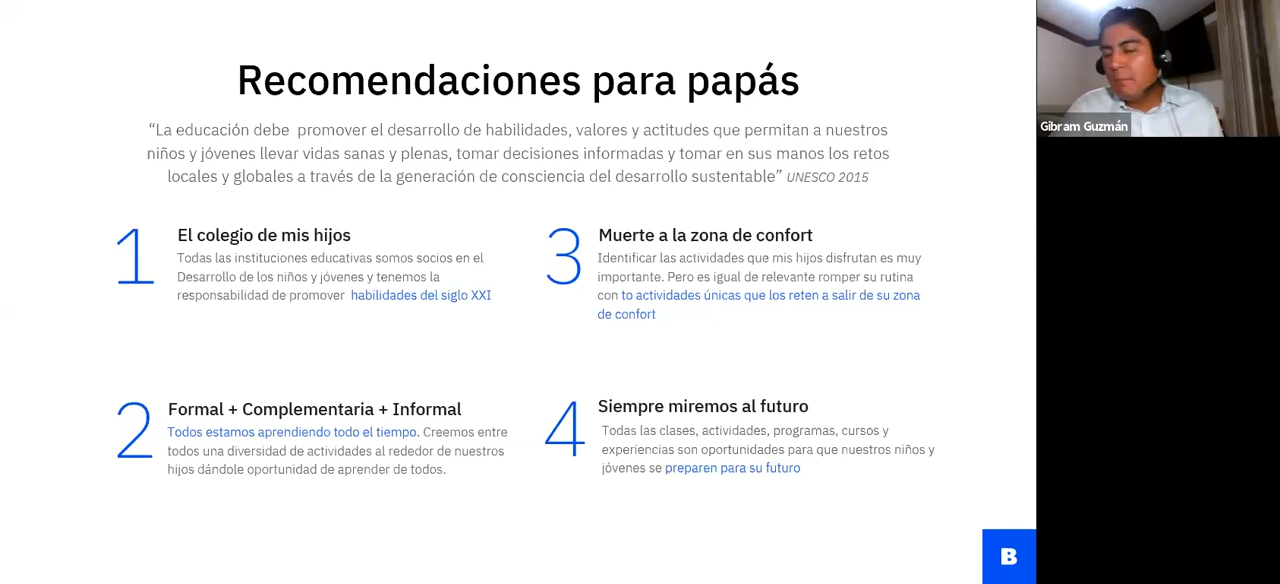 Recomendaciones para papás
“La educación debe promover el desarrollo de habilidades, valores y actitudes que permitan a nuestros
niños y jóvenes llevar vidas sanas y plenas, tomar decisiones informadas y tomar en sus manos los retos
locales y globales a través de la generación de consciencia del desarrollo sustentable” UNESCO 2015
1
El colegio de mis hijos
Todas las instituciones educativas somos socios en el
Desarrollo de los niños y jóvenes y tenemos la
responsabilidad de promover habilidades del siglo XXI
2
Formal + Complementaria + Informal
Todos estamos aprendiendo todo el tiempo. Creemos entre
todos una diversidad de actividades al rededor de nuestros
hijos dándole oportunidad de aprender de todos.
3
Muerte a la zona de confort
Identificar las actividades que mis hijos disfrutan es muy
importante. Pero es igual de relevante romper su rutina
con to actividades únicas que los reten a salir de su zona
de confort
4
Siempre miremos al futuro
Todas las clases, actividades, programas, cursos y
experiencias son oportunidades para que nuestros niños y
jóvenes se preparen para su futuro
B
Gibram Guzmán